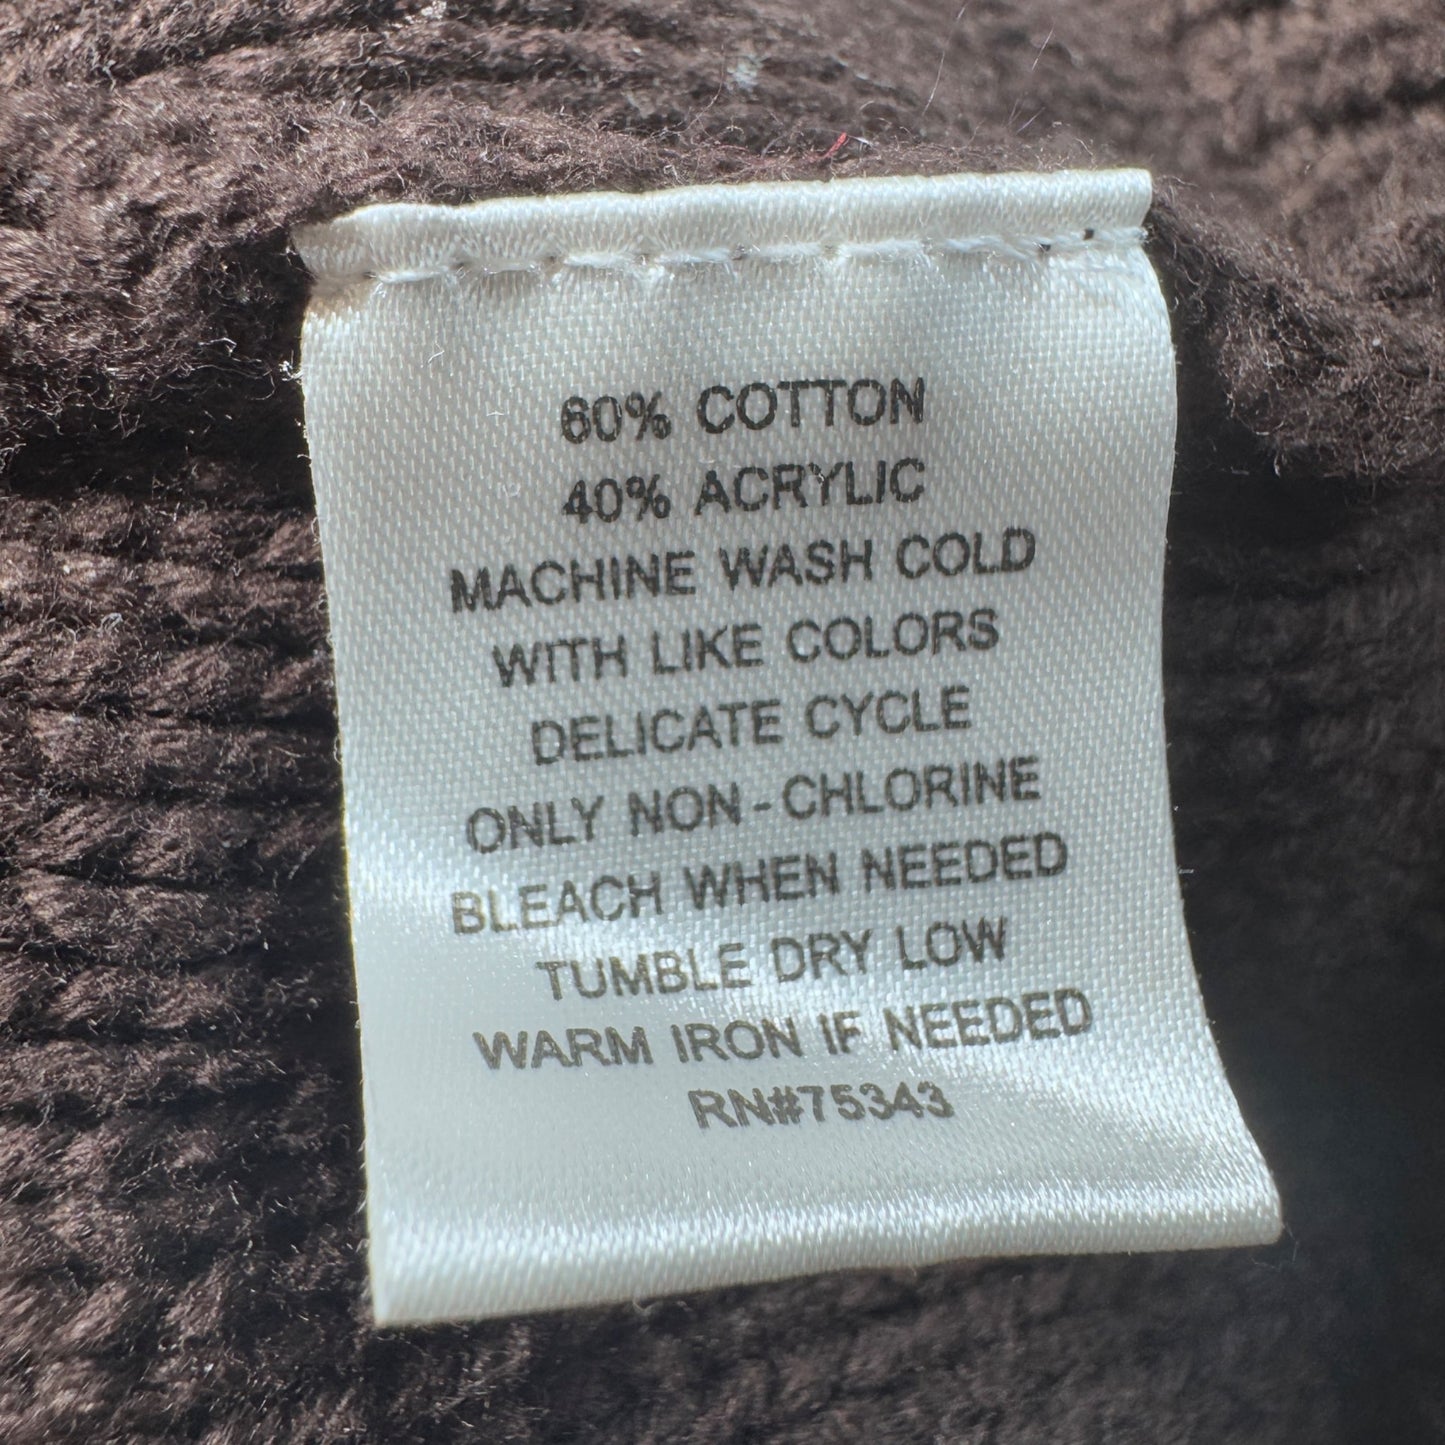 60% COTTON
40% ACRYLIC
MACHINE WASH COLD
WITH LIKE COLORS
DELICATE CYCLE
ONLY NON-CHLORINE
BLEACH WHEN NEEDED
TUMBLE DRY LOW
WARM IRON IF NEEDED
RN#75343